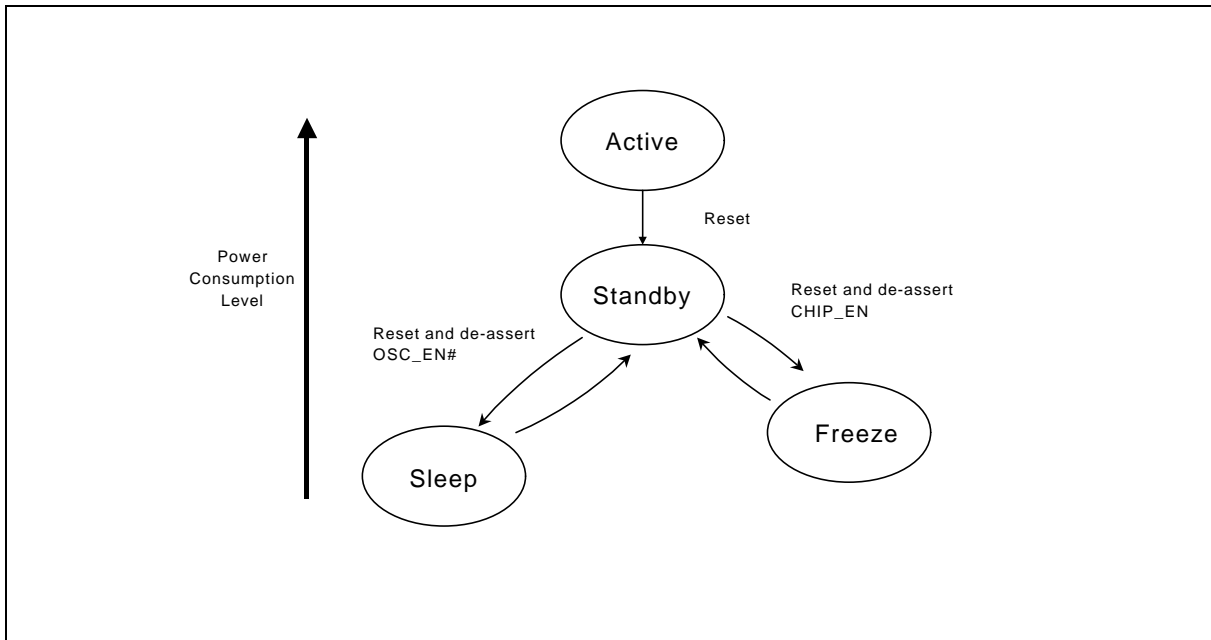 Active
Reset
Power
Consumption
Level
Standby
Reset and de-assert
CHIP_EN
Reset and de-assert
OSC_EN#
Freeze
Sleep